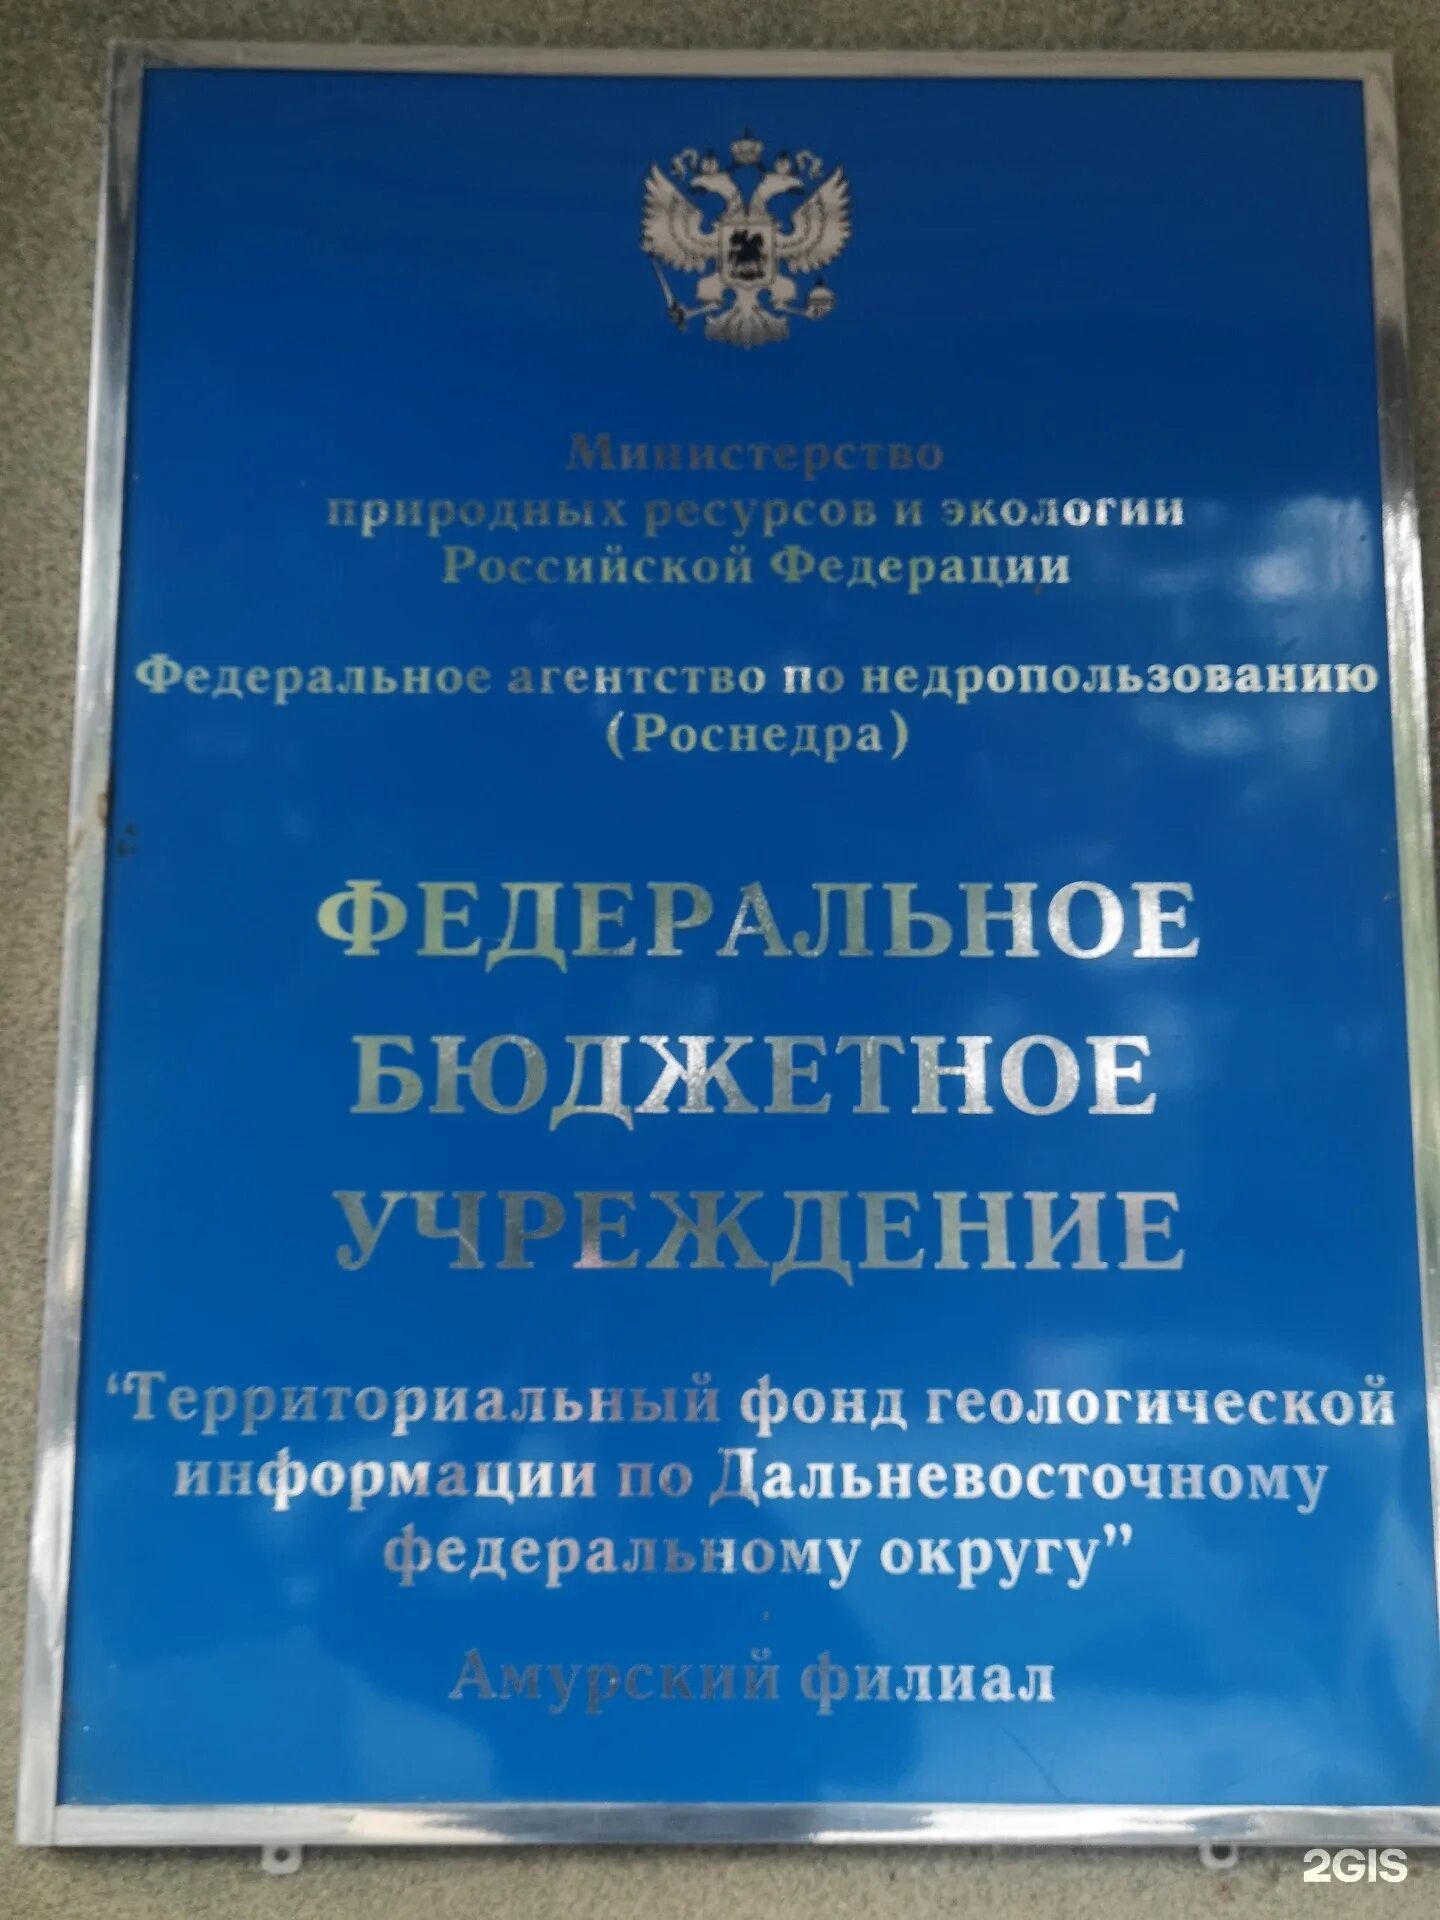 Министерство
природных ресурсов и экологии
Российской Федерации
Федеральное агентство по недропользованию
(Роснедра)
ФЕДЕРАЛЬНОЕ
БЮДЖЕТНОЕ
УЧРЕЖДЕНИЕ
“Территориальный фонд геологической
информации по Дальневосточному
федеральному округу”
Амурский филиал
2GIS